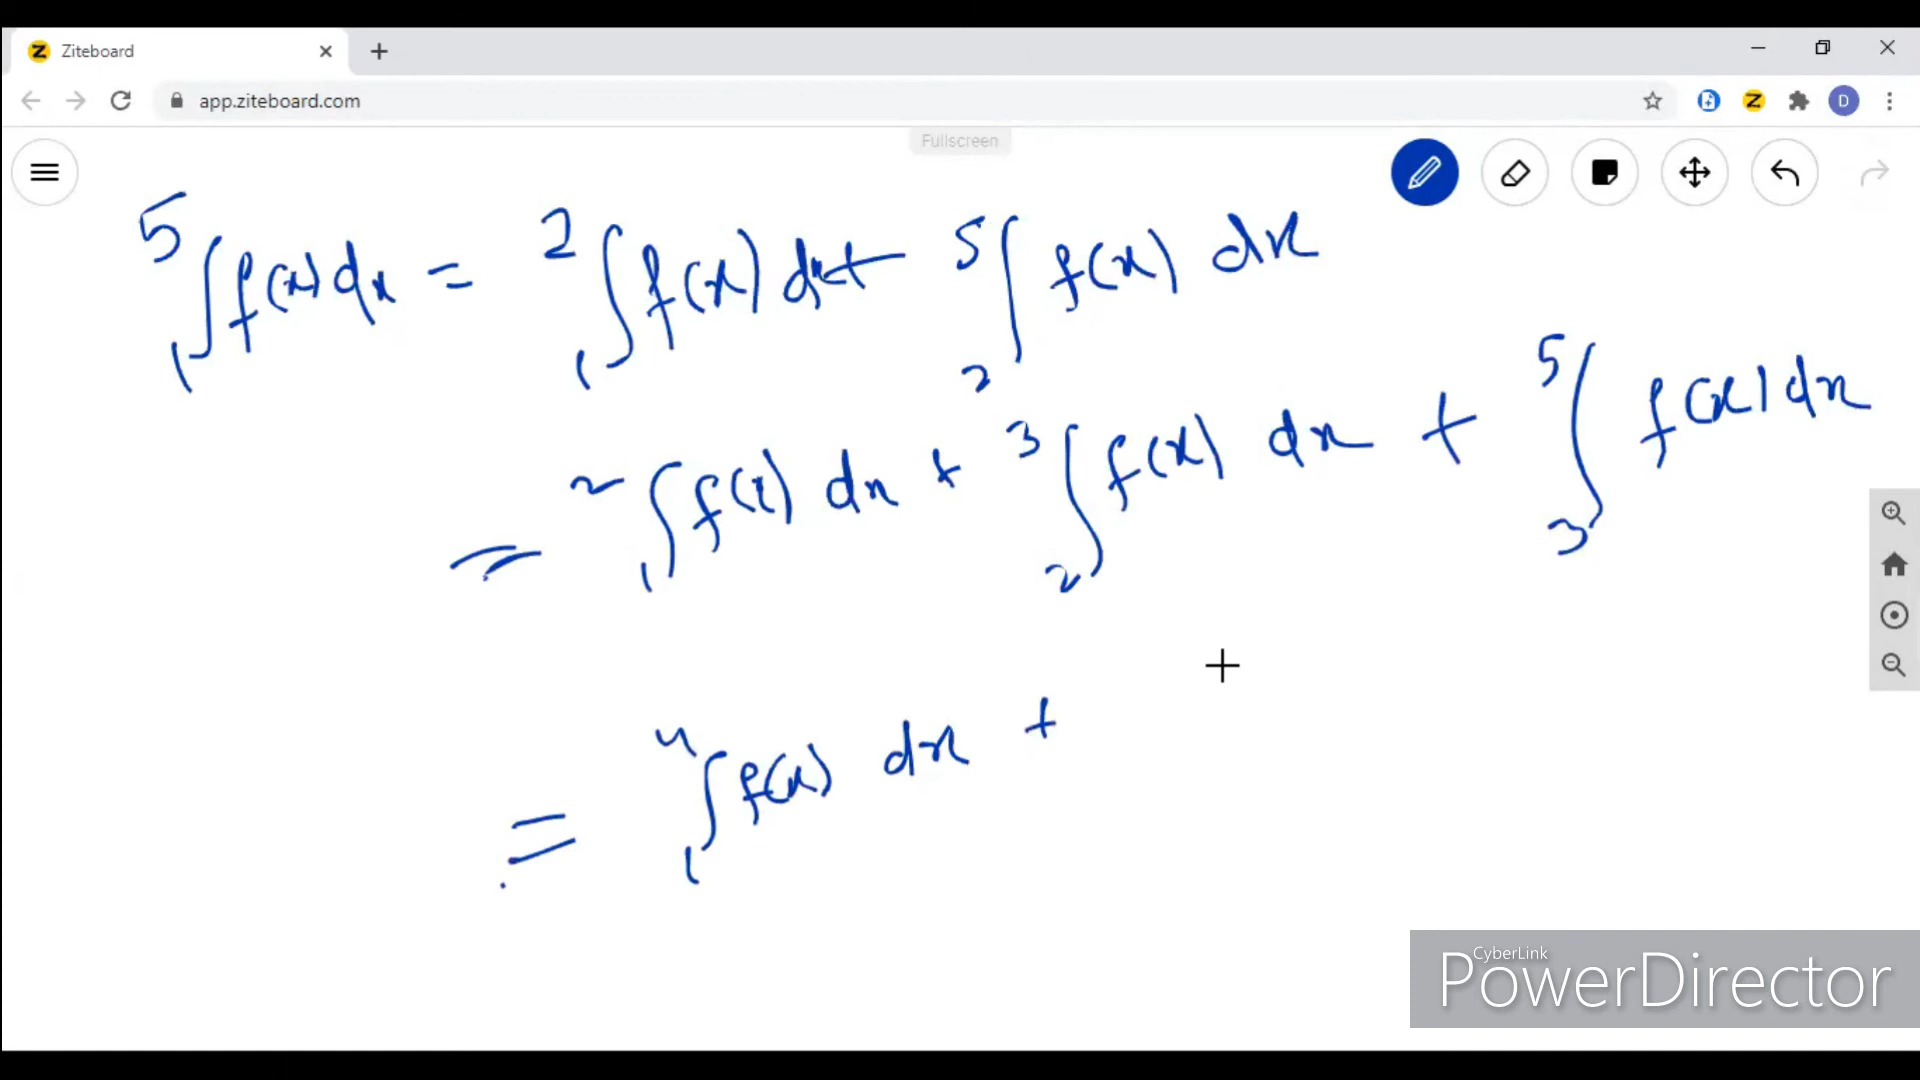 Ziteboard
app.ziteboard.com
D
Fullscreen
5∫1 f(x) dx = 2∫1 f(x) dx + 5∫2 f(x) dx
= 2∫1 f(x) dx + 3∫2 f(x) dx + 5∫3 f(x) dx
= 4∫1 f(x) dx +
CyberLink
PowerDirector